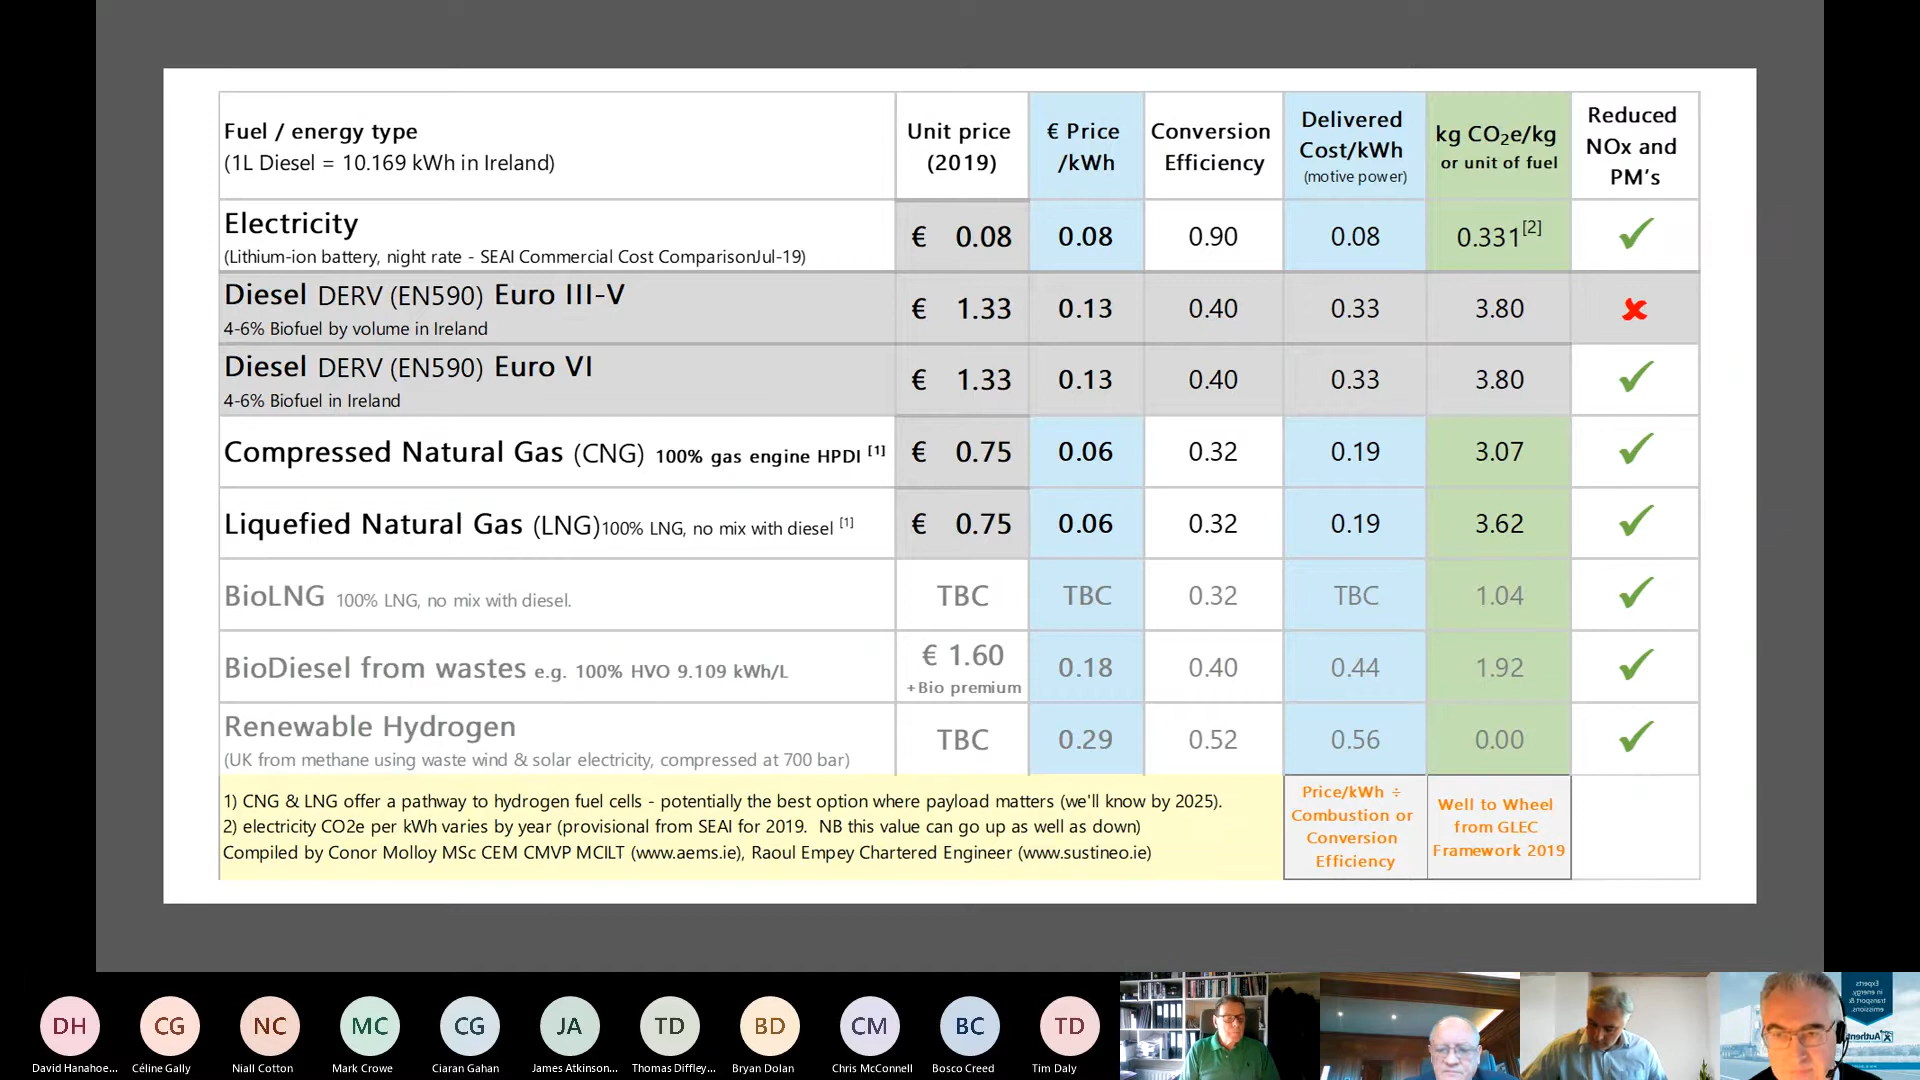 Fuel / energy type
(1L Diesel = 10.169 kWh in Ireland)
Unit price
(2019)
€ Price
/kWh
Conversion
Efficiency
Delivered
Cost/kWh
(motive power)
kg CO₂e/kg
or unit of fuel
Reduced
NOx and
PM's
Electricity
(Lithium-ion battery, night rate - SEAI Commercial Cost ComparisonJul-19)
€ 0.08 0.08 0.90 0.08 0.331[2] ✓
Diesel DERV (EN590) Euro III-V
4-6% Biofuel by volume in Ireland
€ 1.33 0.13 0.40 0.33 3.80 ✘
Diesel DERV (EN590) Euro VI
4-6% Biofuel in Ireland
€ 1.33 0.13 0.40 0.33 3.80 ✓
Compressed Natural Gas (CNG) 100% gas engine HPDI [1] € 0.75 0.06 0.32 0.19 3.07 ✓
Liquefied Natural Gas (LNG)100% LNG, no mix with diesel [1] € 0.75 0.06 0.32 0.19 3.62 ✓
BioLNG 100% LNG, no mix with diesel. TBC TBC 0.32 TBC 1.04 ✓
BioDiesel from wastes e.g. 100% HVO 9.109 kWh/L € 1.60
+Bio premium
0.18 0.40 0.44 1.92 ✓
Renewable Hydrogen
(UK from methane using waste wind & solar electricity, compressed at 700 bar)
TBC 0.29 0.52 0.56 0.00 ✓
1) CNG & LNG offer a pathway to hydrogen fuel cells - potentially the best option where payload matters (we'll know by 2025).
2) electricity CO2e per kWh varies by year (provisional from SEAI for 2019. NB this value can go up as well as down)
Compiled by Conor Molloy MSc CEM CMVP MCILT (www.aems.ie), Raoul Empey Chartered Engineer (www.sustineo.ie)
Price/kWh ÷
Combustion or
Conversion
Efficiency
Well to Wheel
from GLEC
Framework 2019
DH CG NC MC CG JA TD BD CM BC TD
David Hanahoe... Céline Gally Niall Cotton Mark Crowe Ciaran Gahan James Atkinson... Thomas Diffley... Bryan Dolan Chris McConnell Bosco Creed Tim Daly
Experts
in energy,
transport &
emissions.